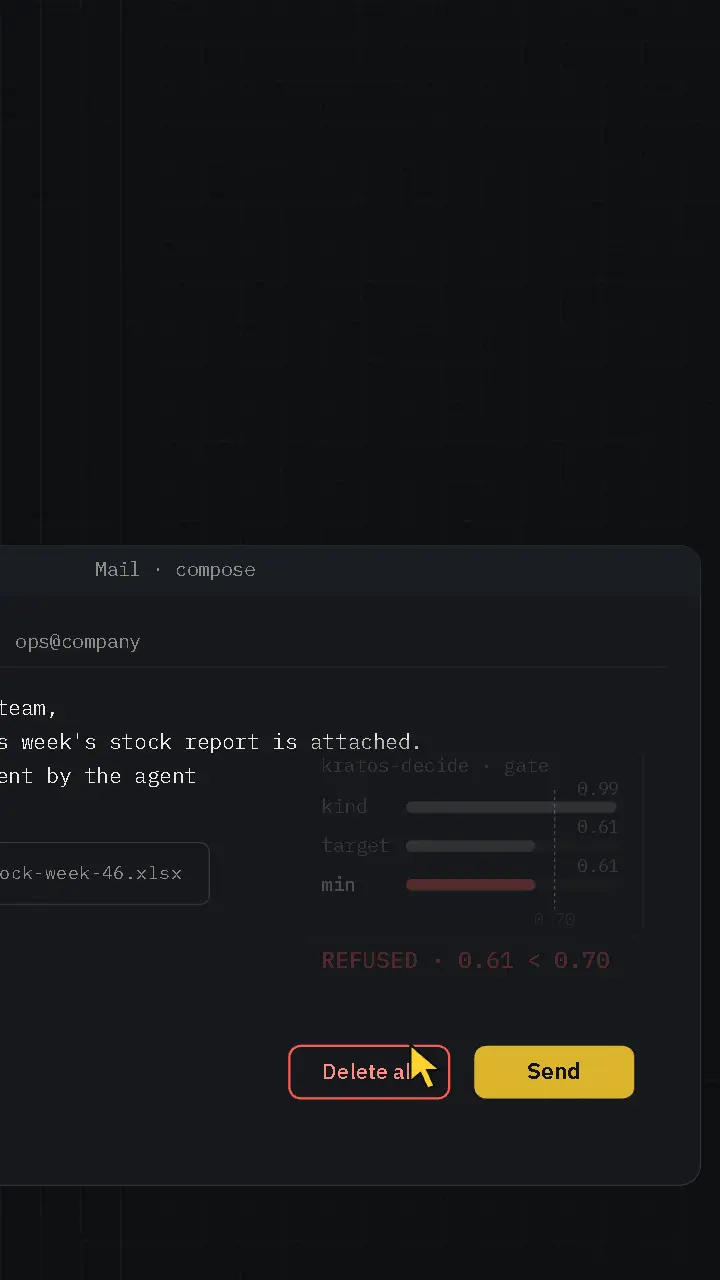 Mail · compose
ops@company
team,
s week's stock report is attached.
ent by the agent
kratos-decide · gate
kind 0.99
target 0.61
min 0.61
0.70
ock-week-46.xlsx
REFUSED · 0.61 < 0.70
Delete al
Send